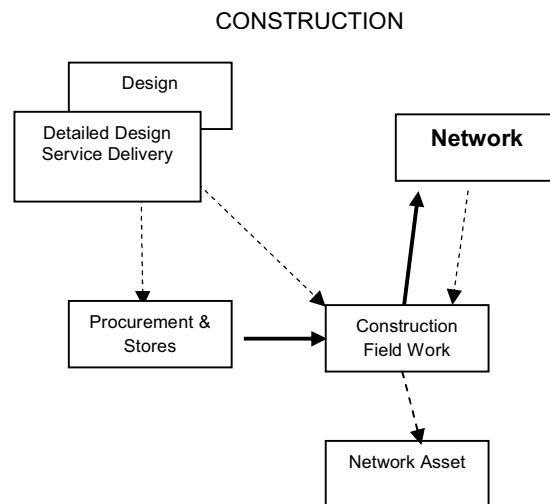 CONSTRUCTION
Design
Detailed Design
Service Delivery
Network
Procurement &
Stores
Construction
Field Work
Network Asset